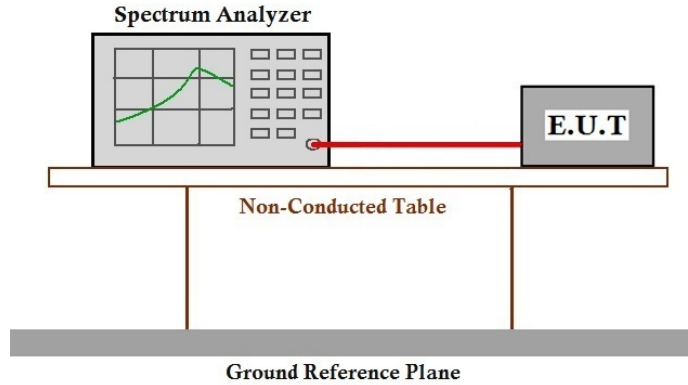 Spectrum Analyzer
E.U.T
Non-Conducted Table
Ground Reference Plane